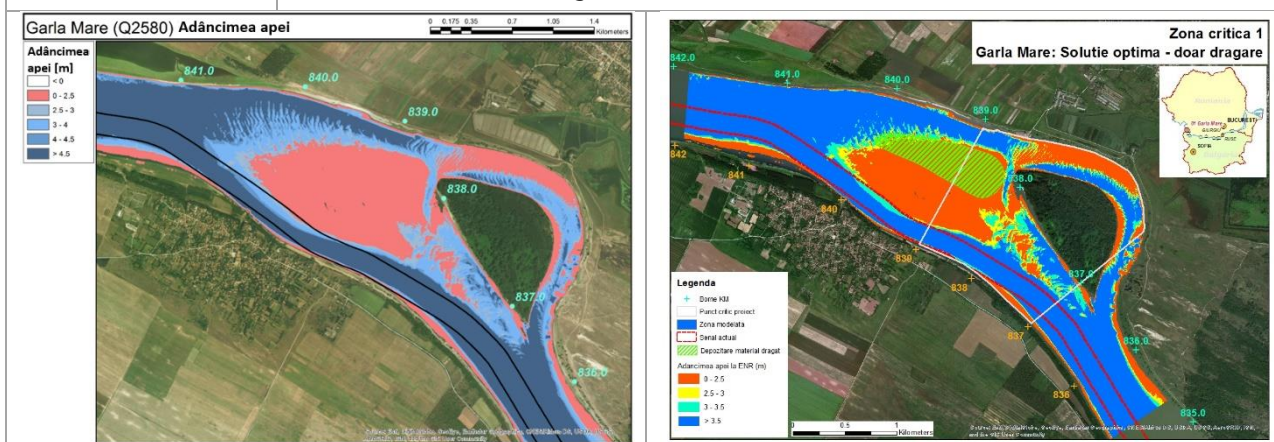 Garla Mare (Q2580) Adâncimea apei
0 0.175 0.35 0.7 1.05 1.4
Kilometers
Adâncimea
apei [m]
< 0
0 - 2.5
2.5 - 3
3 - 4
4 - 4.5
> 4.5
841.0
840.0
839.0
838.0
837.0
836.0
Zona critica 1
Garla Mare: Solutie optima - doar dragare
842.0
841.0
840.0
839.0
838.0
837.0
836.0
835.0
842
841
840
839
838
837
836
Garla Mare
BUCURESTI
GIURGIU
RUSE
SOFIA
Legenda
Borne KM
Punct critic proiect
Zona modelata
Senal actual
Depozitare material dragat
Adancimea apei la ENR (m)
0 - 2.5
2.5 - 3
3 - 3.5
> 3.5
0 0.5 1
Kilometers